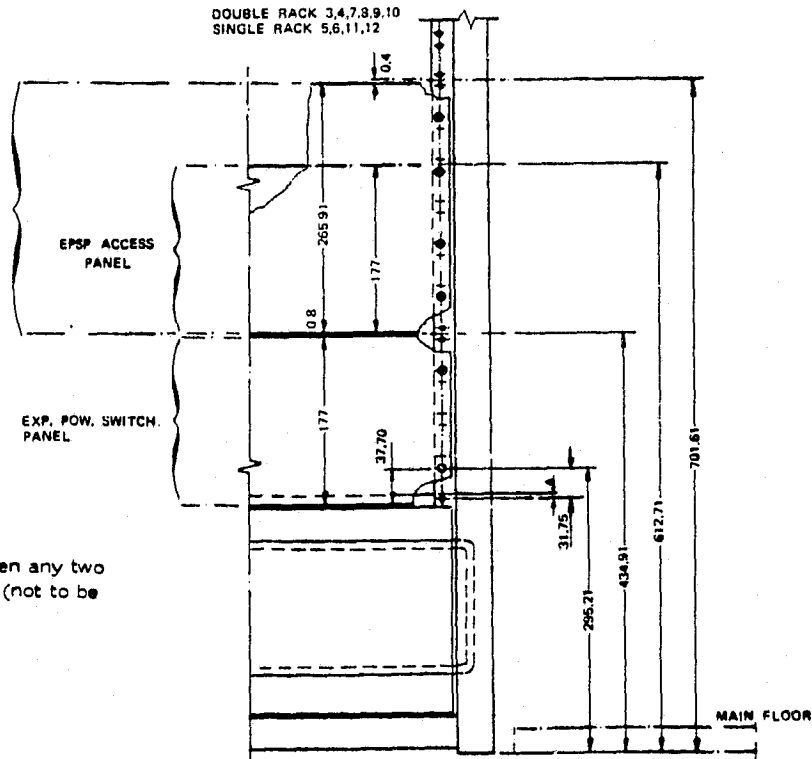 DOUBLE RACK 3,4,7,8,9,10
SINGLE RACK 5,6,11,12
0.4
265.91
177
EPSP ACCESS
PANEL
0.8
701.61
612.71
434.91
EXP. POW. SWITCH.
PANEL
177
37.70
A
31.75
295.21
en any two
(not to be
MAIN FLOOR